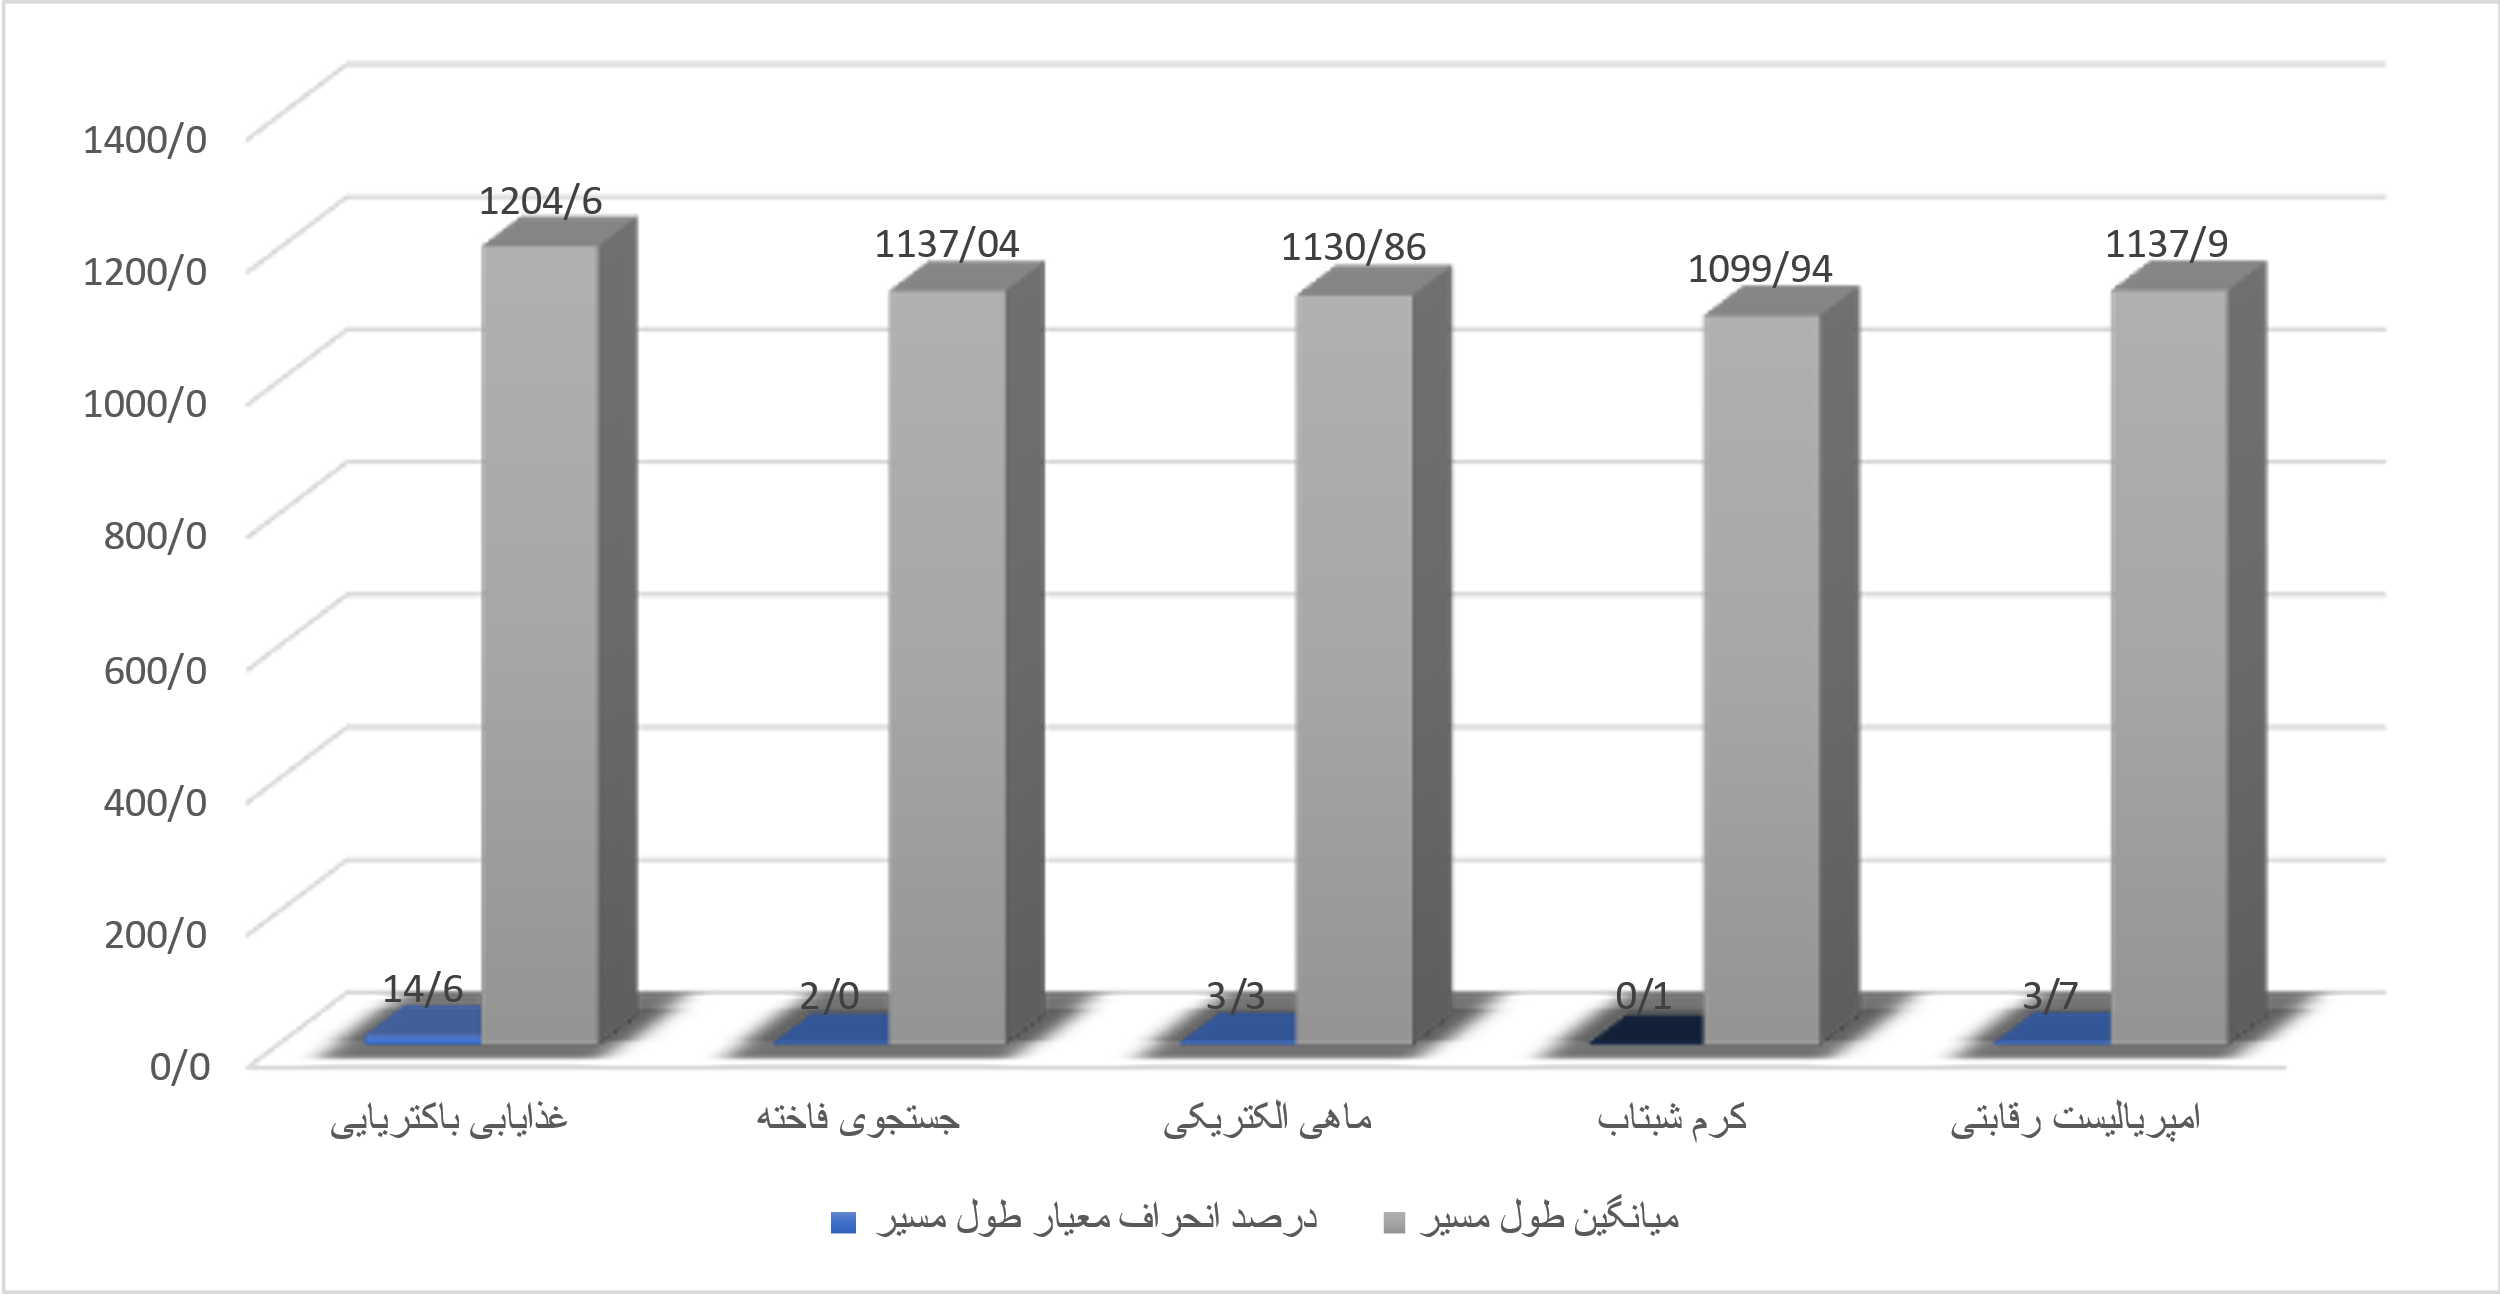 1400/0
1200/0
1000/0
800/0
600/0
400/0
200/0
0/0
1204/6
1137/04
1130/86
1099/94
1137/9
14/6
2/0
3/3
0/1
3/7
غذایابی باکتریایی
جستجوی فاخته
ماهی الکتریکی
کرم شبتاب
امپریالیست رقابتی
درصد انحراف معیار طول مسیر
میانگین طول مسیر